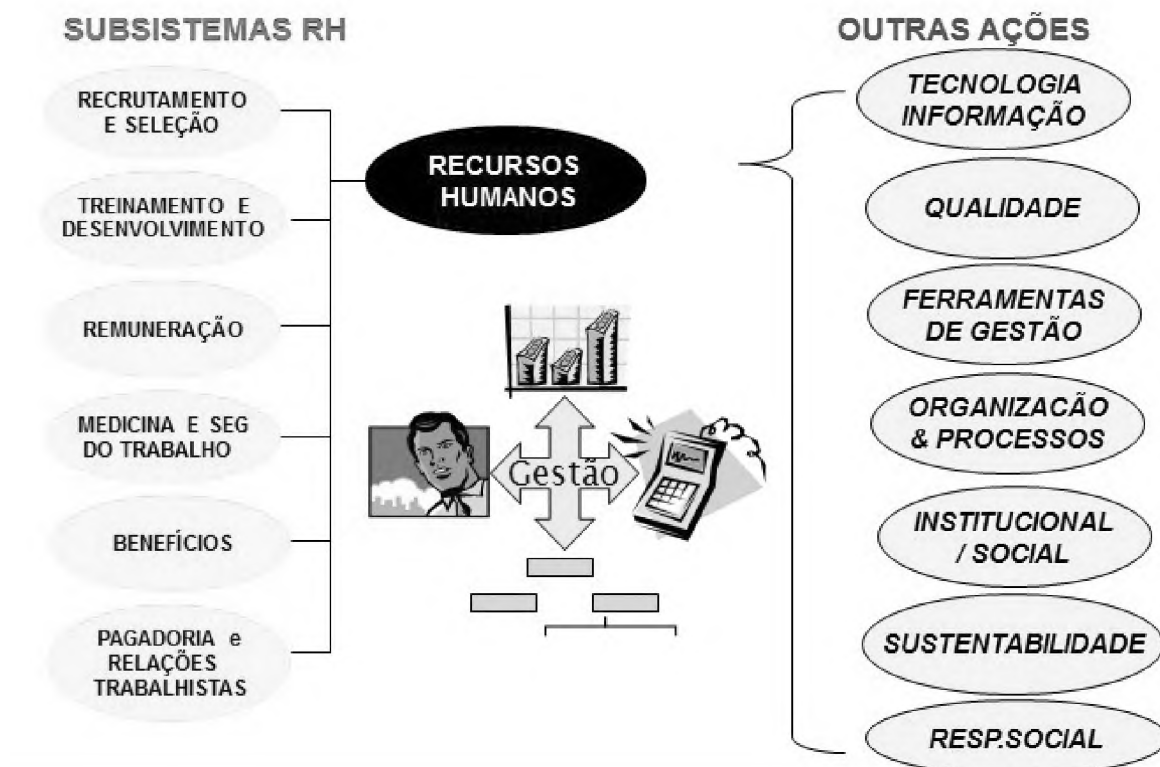 SUBSISTEMAS RH
RECRUTAMENTO
E SELEÇÃO
TREINAMENTO E
DESENVOLVIMENTO
REMUNERAÇÃO
MEDICINA E SEG
DO TRABALHO
BENEFÍCIOS
PAGADORIA e
RELAÇÕES
TRABALHISTAS
RECURSOS
HUMANOS
Gestão
OUTRAS AÇÕES
TECNOLOGIA
INFORMAÇÃO
QUALIDADE
FERRAMENTAS
DE GESTÃO
ORGANIZACÃO
& PROCESSOS
INSTITUCIONAL
/ SOCIAL
SUSTENTABILIDADE
RESP.SOCIAL